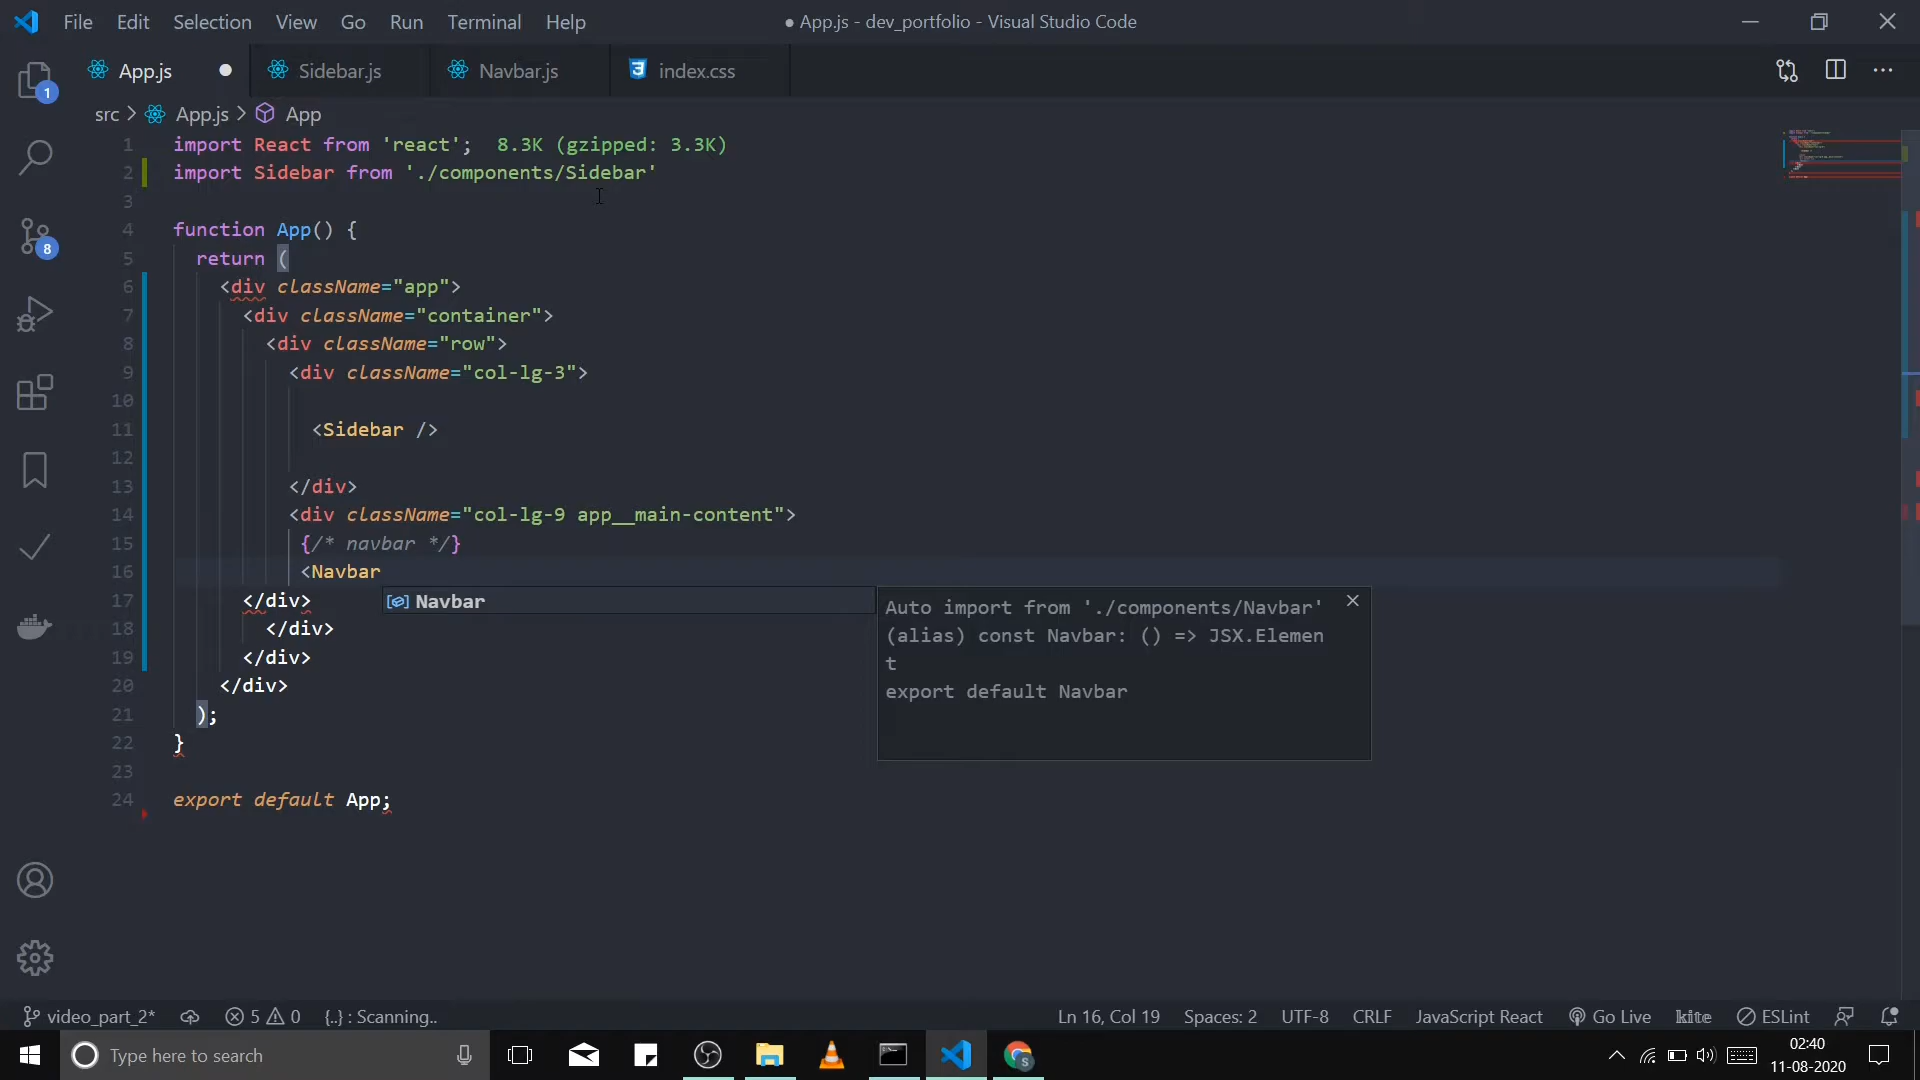 File Edit Selection View Go Run Terminal Help ● App.js - dev_portfolio - Visual Studio Code
App.js ● Sidebar.js Navbar.js index.css
src > App.js > App
1 import React from 'react'; 8.3K (gzipped: 3.3K)
2 import Sidebar from './components/Sidebar'
3
4 function App() {
5 return (
6 <div className="app">
7 <div className="container">
8 <div className="row">
9 <div className="col-lg-3">
10
11 <Sidebar />
12
13 </div>
14 <div className="col-lg-9 app__main-content">
15 {/* navbar */}
16 <Navbar
17 </div>
18 </div>
19 </div>
20 </div>
21 );
22 }
23
24 export default App;
Navbar
Auto import from './components/Navbar'
(alias) const Navbar: () => JSX.Elemen
t
export default Navbar
1
8
video_part_2* 5 0 {..} : Scanning.. Ln 16, Col 19 Spaces: 2 UTF-8 CRLF JavaScript React Go Live kite ESLint
Type here to search
S
02:40
11-08-2020